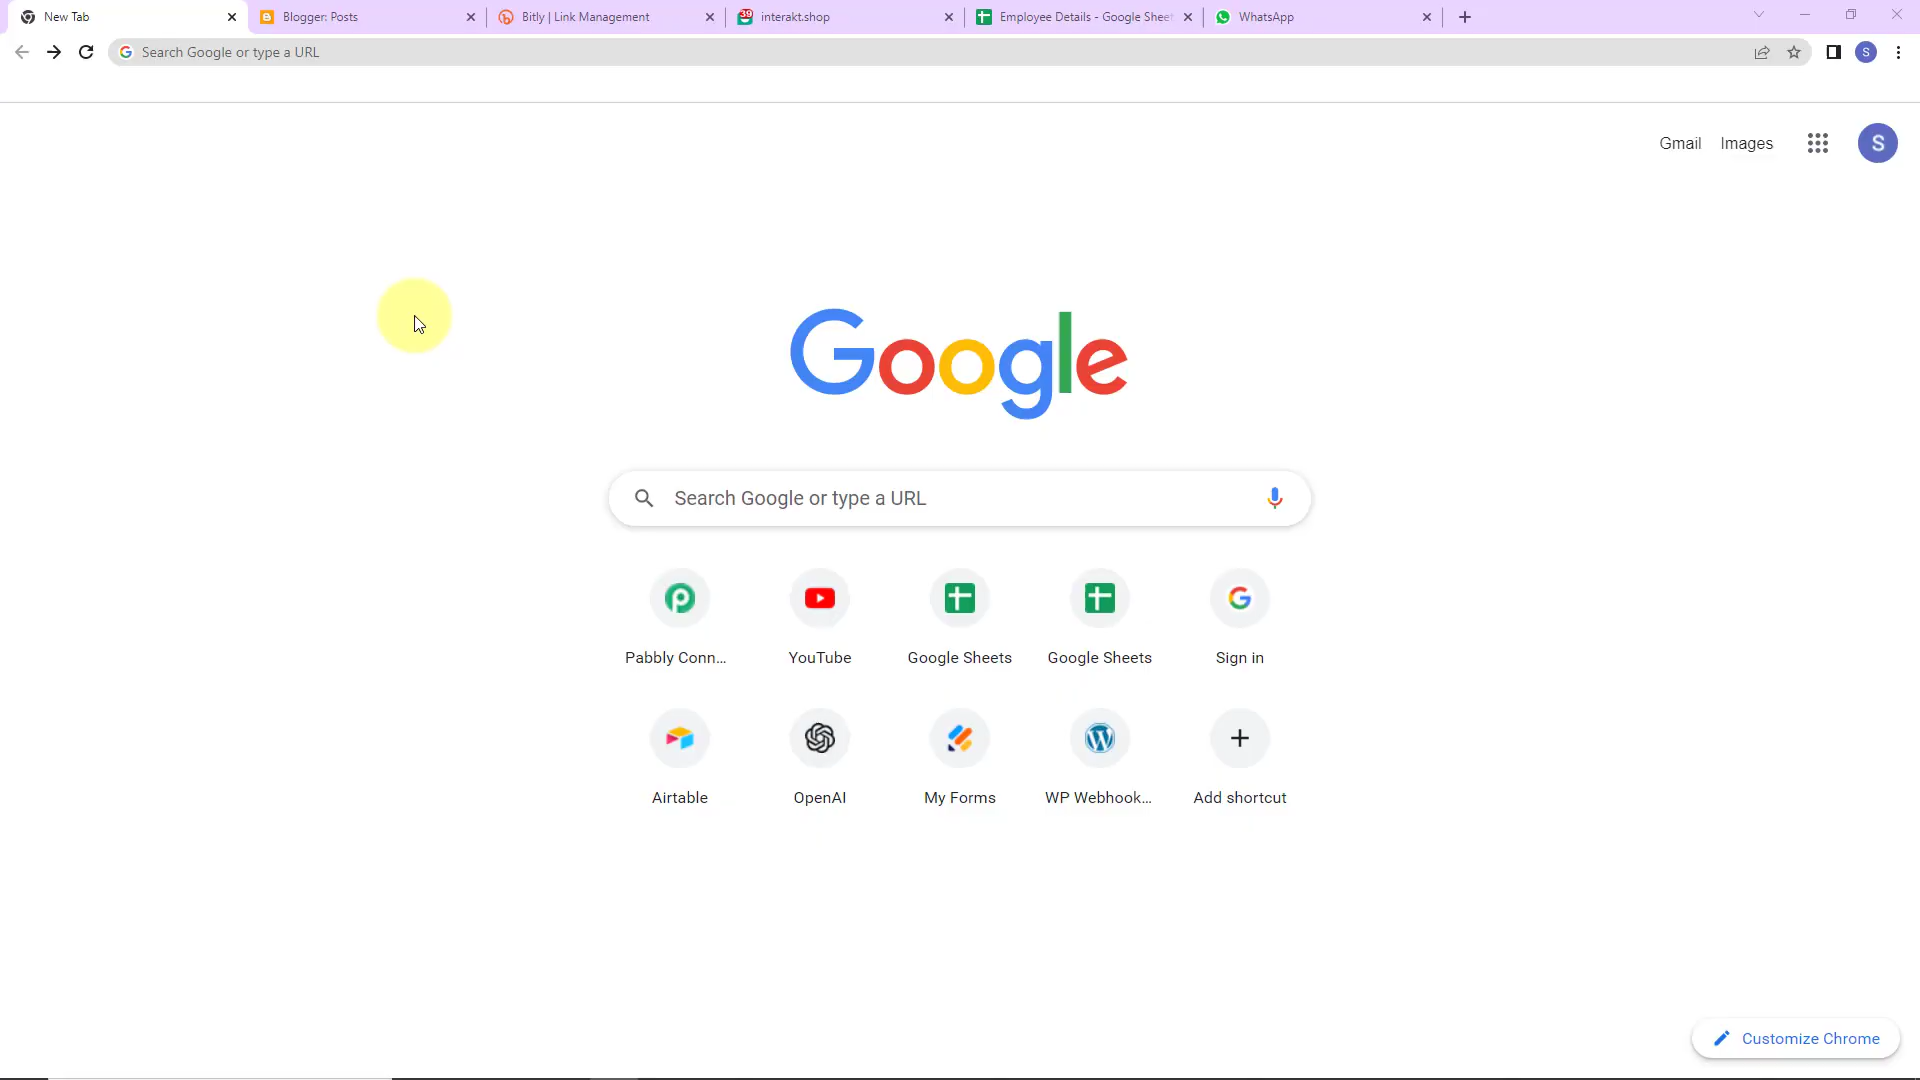 New Tab
Blogger: Posts
Bitly | Link Management
39
interakt.shop
Employee Details - Google Sheet
WhatsApp
Search Google or type a URL
S
Gmail
Images
S
Google
Search Google or type a URL
Pabbly Conn...
YouTube
Google Sheets
Google Sheets
Sign in
Airtable
OpenAI
My Forms
WP Webhook...
Add shortcut
Customize Chrome